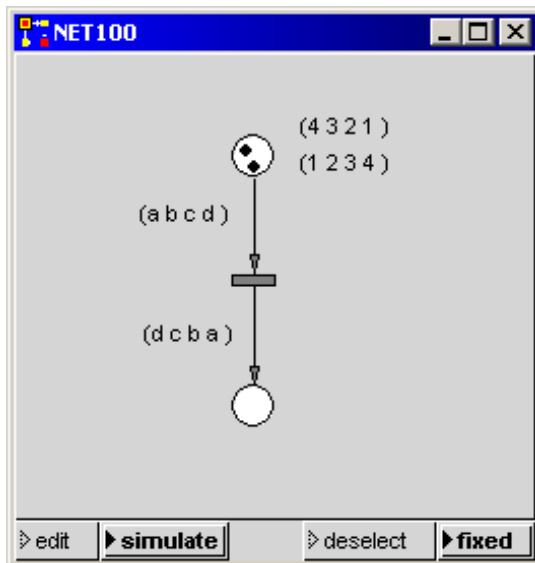 NET100
(4 3 2 1 )
(1 2 3 4 )
(a b c d )
(d c b a )
edit simulate deselect fixed